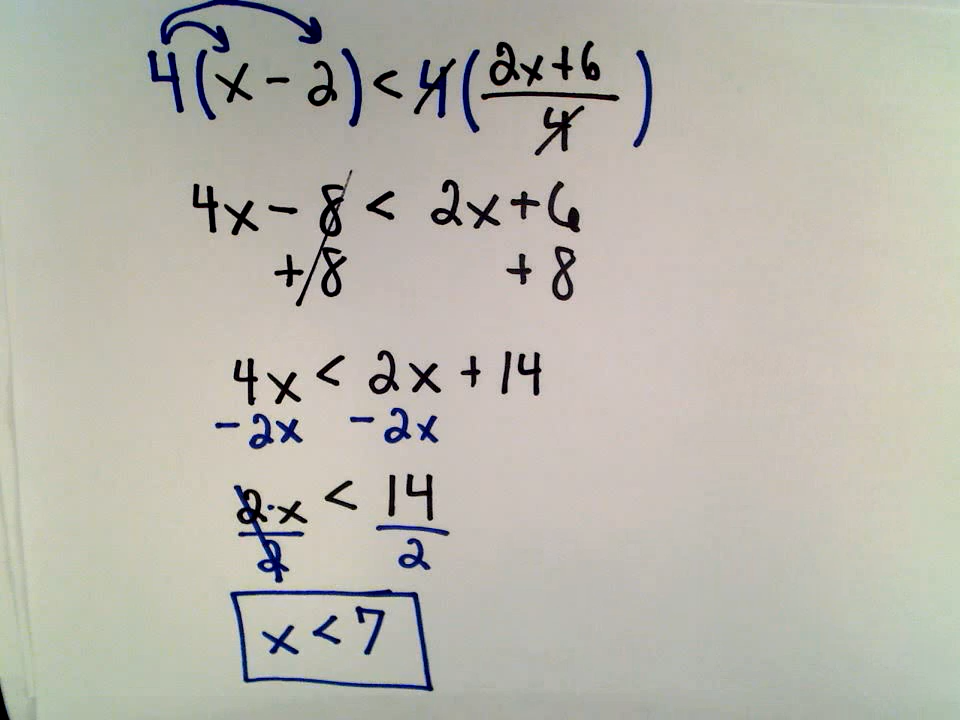 4(x - 2) < 4(2x+6/4)
4x - 8 < 2x+6
+8 +8
4x < 2x + 14
-2x -2x
2·x/2 < 14/2
x < 7